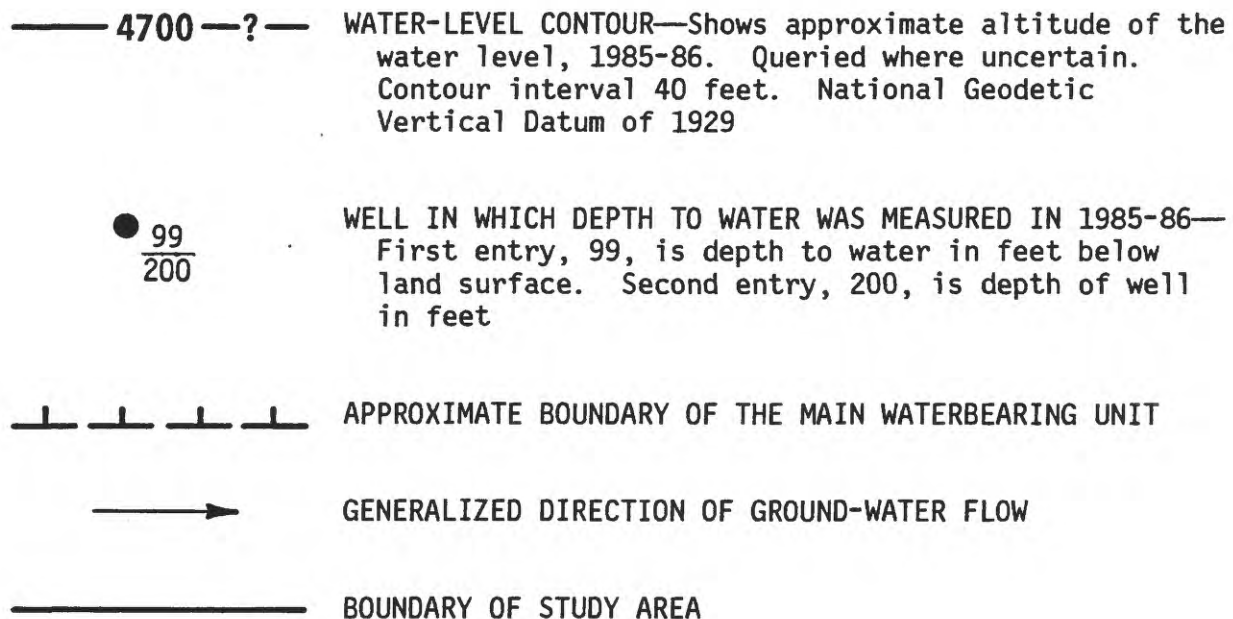 4700 —?— WATER-LEVEL CONTOUR—Shows approximate altitude of the
water level, 1985-86. Queried where uncertain.
Contour interval 40 feet. National Geodetic
Vertical Datum of 1929
99
200
WELL IN WHICH DEPTH TO WATER WAS MEASURED IN 1985-86—
First entry, 99, is depth to water in feet below
land surface. Second entry, 200, is depth of well
in feet
APPROXIMATE BOUNDARY OF THE MAIN WATERBEARING UNIT
GENERALIZED DIRECTION OF GROUND-WATER FLOW
BOUNDARY OF STUDY AREA